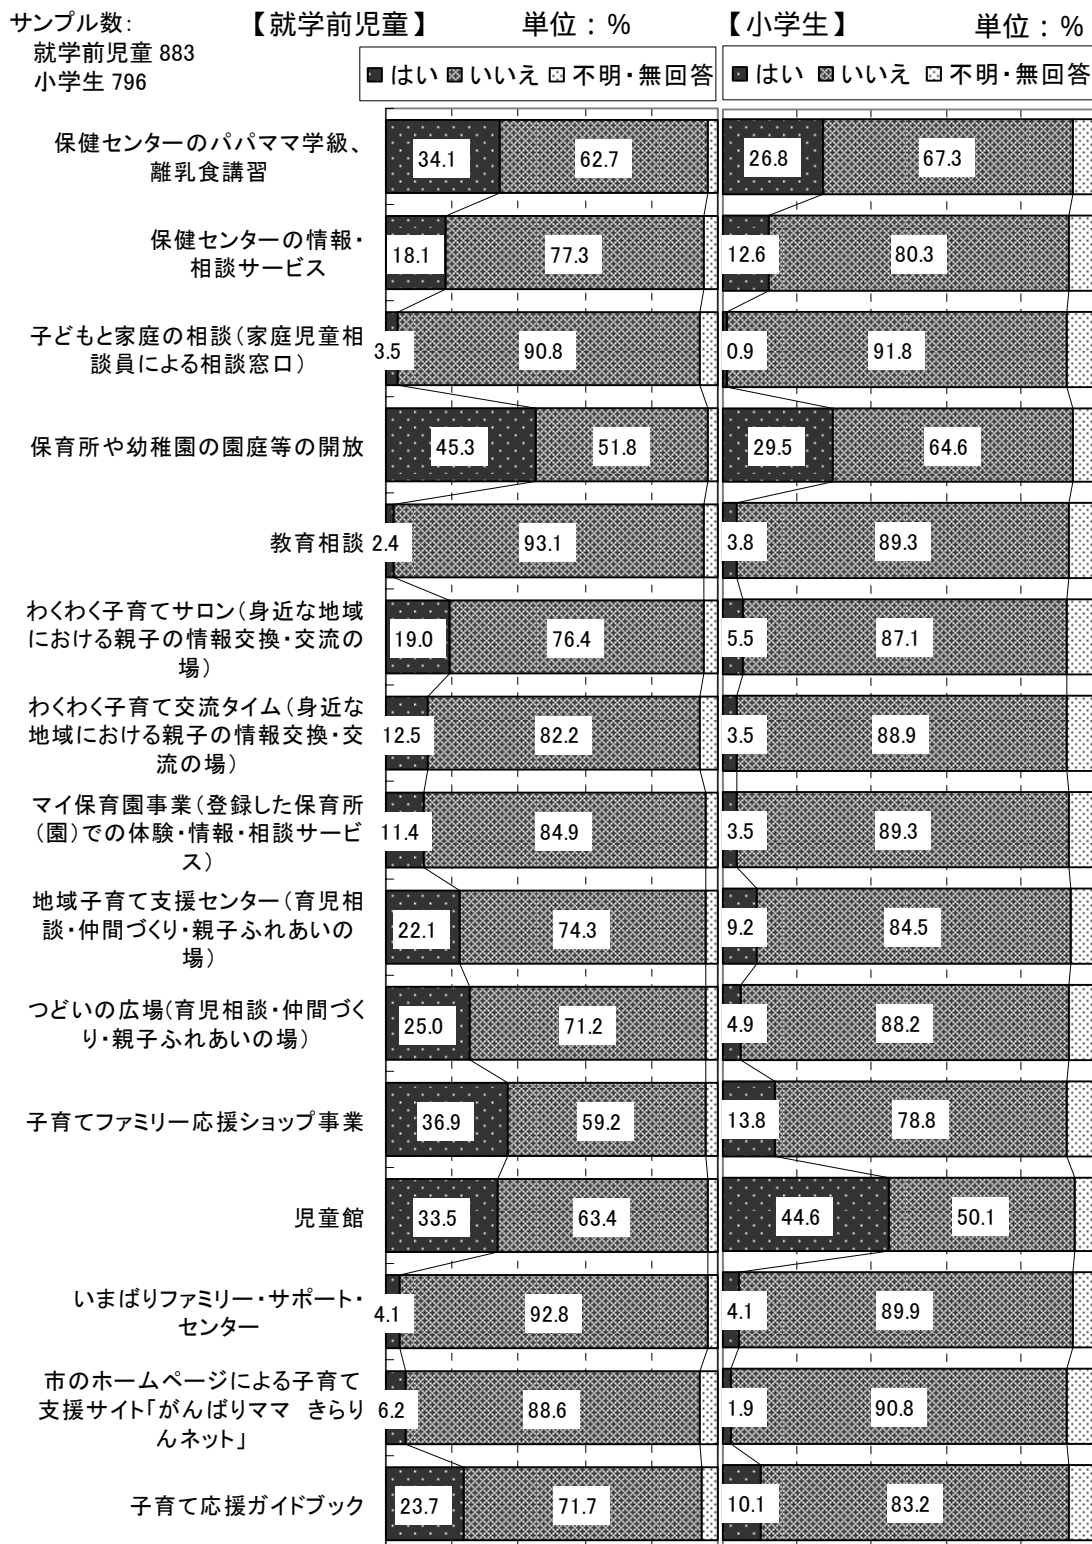 サンプル数：
就学前児童 883
小学生 796
【就学前児童】 単位：％
【小学生】 単位：％
はい いいえ 不明・無回答
はい いいえ 不明・無回答
保健センターのパパママ学級、
離乳食講習
34.1 62.7 26.8 67.3
保健センターの情報・
相談サービス
18.1 77.3 12.6 80.3
子どもと家庭の相談（家庭児童相
談員による相談窓口）
3.5 90.8 0.9 91.8
保育所や幼稚園の園庭等の開放
45.3 51.8 29.5 64.6
教育相談
2.4 93.1 3.8 89.3
わくわく子育てサロン（身近な地域
における親子の情報交換・交流の
場）
19.0 76.4 5.5 87.1
わくわく子育て交流タイム（身近な
地域における親子の情報交換・交
流の場）
12.5 82.2 3.5 88.9
マイ保育園事業（登録した保育所
（園）での体験・情報・相談サービ
ス）
11.4 84.9 3.5 89.3
地域子育て支援センター（育児相
談・仲間づくり・親子ふれあいの
場）
22.1 74.3 9.2 84.5
つどいの広場(育児相談・仲間づく
り・親子ふれあいの場）
25.0 71.2 4.9 88.2
子育てファミリー応援ショップ事業
36.9 59.2 13.8 78.8
児童館
33.5 63.4 44.6 50.1
いまばりファミリー・サポート・
センター
4.1 92.8 4.1 89.9
市のホームページによる子育て
支援サイト「がんばりママ　きらり
んネット」
6.2 88.6 1.9 90.8
子育て応援ガイドブック
23.7 71.7 10.1 83.2